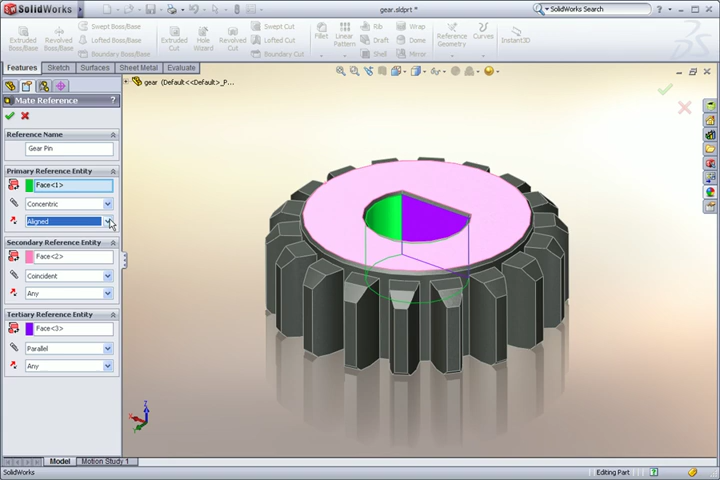 SolidWorks
gear.sldprt *
SolidWorks Search
Extruded Boss/Base
Revolved Boss/Base
Swept Boss/Base
Lofted Boss/Base
Boundary Boss/Base
Extruded Cut
Hole Wizard
Revolved Cut
Swept Cut
Lofted Cut
Boundary Cut
Fillet
Linear Pattern
Rib
Draft
Shell
Wrap
Dome
Mirror
Reference Geometry
Curves
Instant3D
Features
Sketch
Surfaces
Sheet Metal
Evaluate
gear (Default<<Default>_P...
Mate Reference
?
Reference Name
Gear Pin
Primary Reference Entity
Face<1>
Concentric
Aligned
Secondary Reference Entity
Face<2>
Coincident
Any
Tertiary Reference Entity
Face<3>
Parallel
Any
Z
X
Model
Motion Study 1
SolidWorks
Editing Part
?